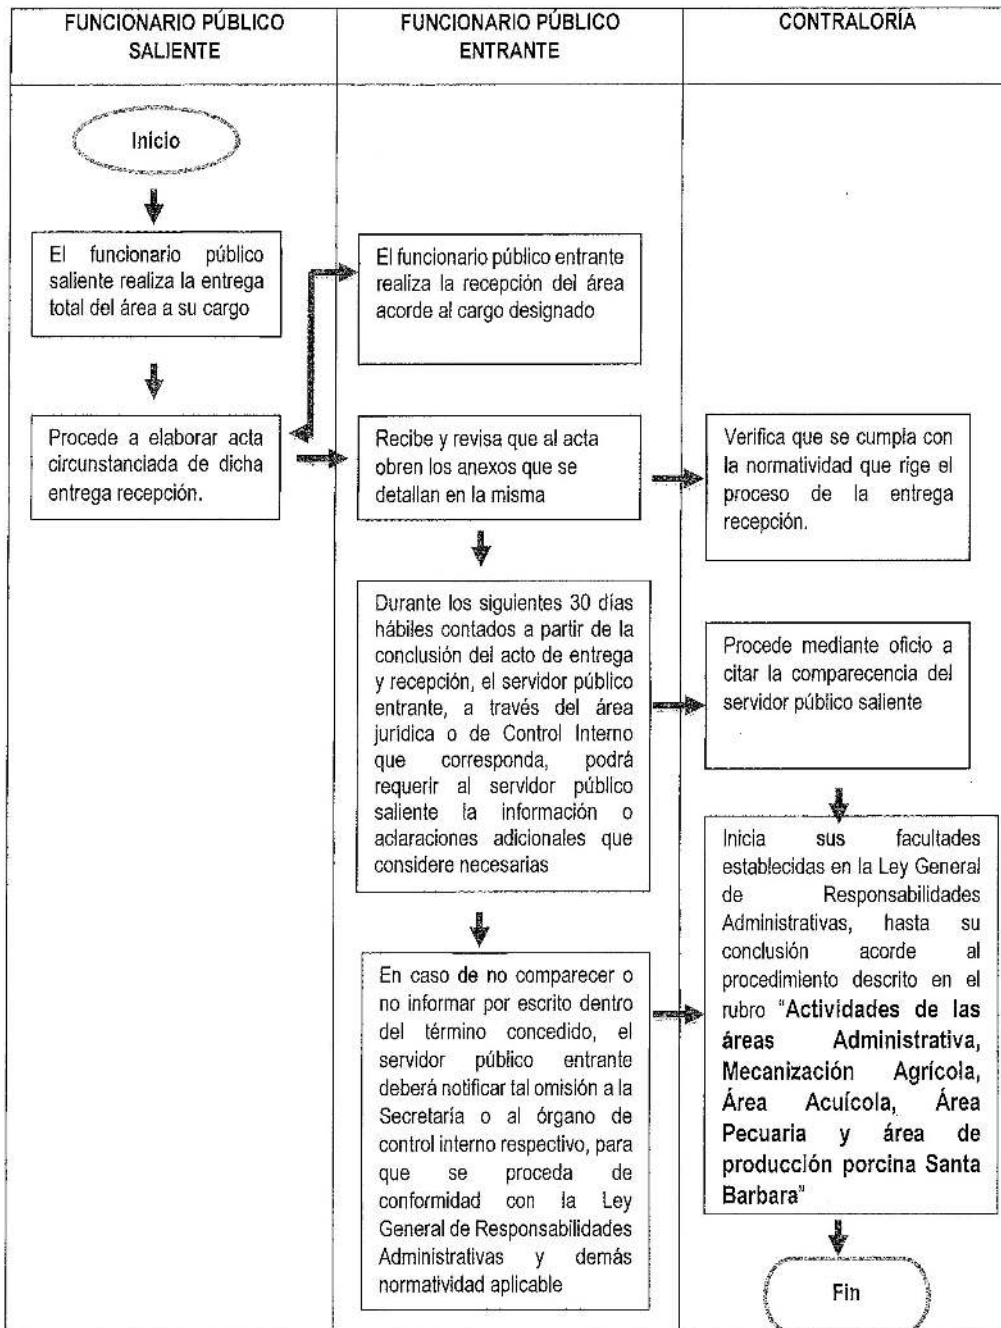 FUNCIONARIO PÚBLICO
SALIENTE
FUNCIONARIO PÚBLICO
ENTRANTE
CONTRALORÍA
Inicio
El funcionario público
saliente realiza la entrega
total del área a su cargo
El funcionario público entrante
realiza la recepción del área
acorde al cargo designado
Procede a elaborar acta
circunstanciada de dicha
entrega recepción.
Recibe y revisa que al acta
obren los anexos que se
detallan en la misma
Verifica que se cumpla con
la normatividad que rige el
proceso de la entrega
recepción.
Durante los siguientes 30 días
hábiles contados a partir de la
conclusión del acto de entrega
y recepción, el servidor público
entrante, a través del área
jurídica o de Control Interno
que corresponda, podrá
requerir al servidor público
saliente la información o
aclaraciones adicionales que
considere necesarias
Procede mediante oficio a
citar la comparecencia del
servidor público saliente
En caso de no comparecer o
no informar por escrito dentro
del término concedido, el
servidor público entrante
deberá notificar tal omisión a la
Secretaría o al órgano de
control interno respectivo, para
que se proceda de
conformidad con la Ley
General de Responsabilidades
Administrativas y demás
normatividad aplicable
Inicia sus facultades
establecidas en la Ley General
de Responsabilidades
Administrativas, hasta su
conclusión acorde al
procedimiento descrito en el
rubro "Actividades de las
áreas Administrativa,
Mecanización Agrícola,
Área Acuícola, Área
Pecuaria y área de
producción porcina Santa
Barbara"
Fin